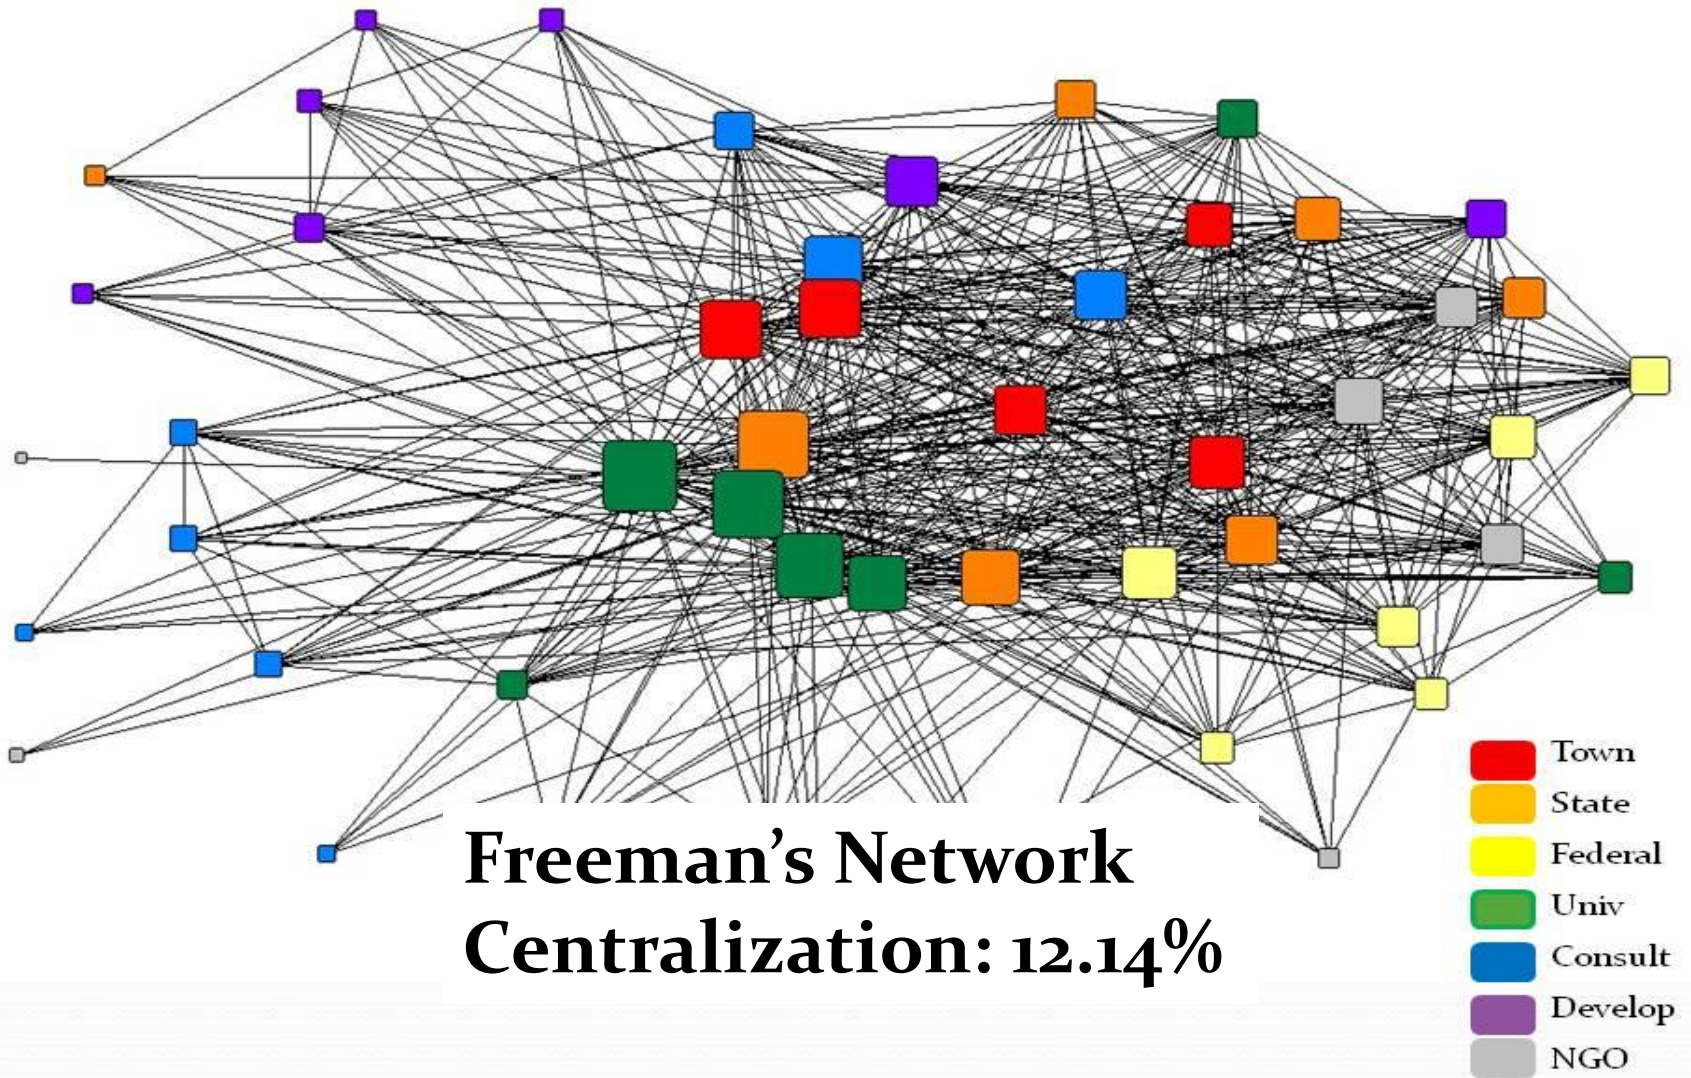 Freeman’s Network
Centralization: 12.14%
Town
State
Federal
Univ
Consult
Develop
NGO